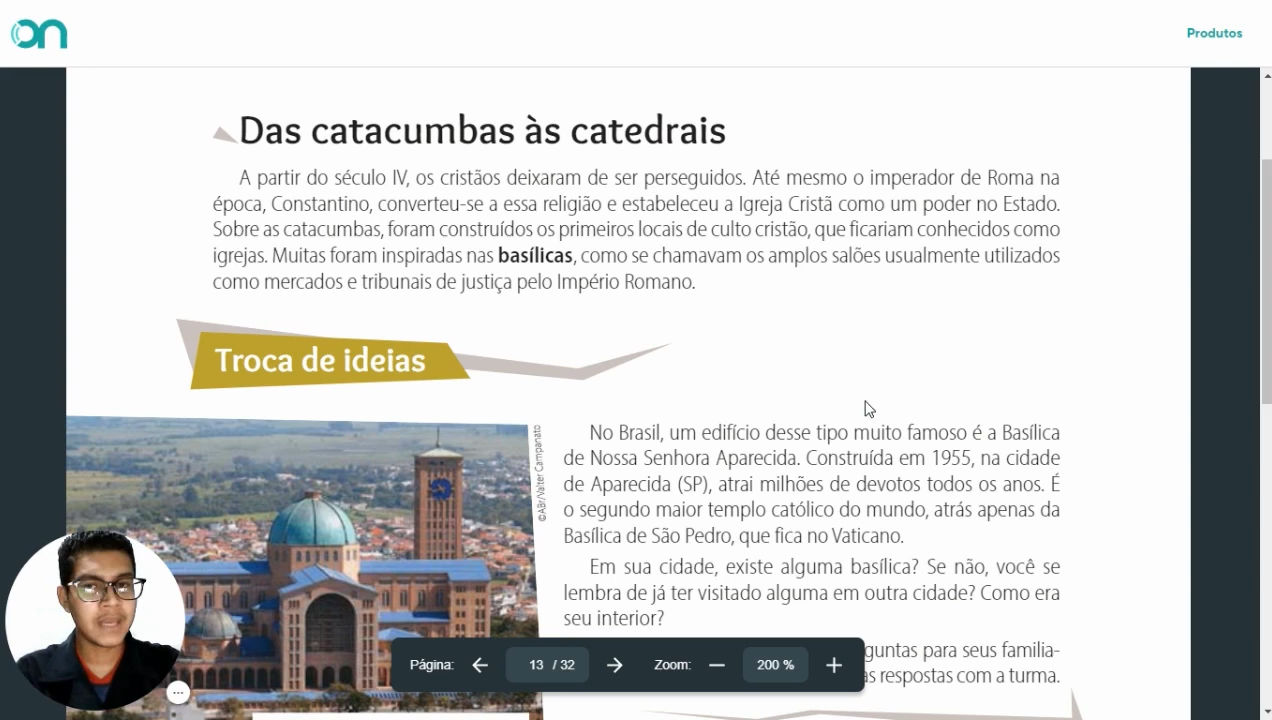 on
Produtos
Das catacumbas às catedrais
A partir do século IV, os cristãos deixaram de ser perseguidos. Até mesmo o imperador de Roma na
época, Constantino, converteu-se a essa religião e estabeleceu a Igreja Cristã como um poder no Estado.
Sobre as catacumbas, foram construídos os primeiros locais de culto cristão, que ficariam conhecidos como
igrejas. Muitas foram inspiradas nas basílicas, como se chamavam os amplos salões usualmente utilizados
como mercados e tribunais de justiça pelo Império Romano.
Troca de ideias
©ABr/Valter Campanato
No Brasil, um edifício desse tipo muito famoso é a Basílica
de Nossa Senhora Aparecida. Construída em 1955, na cidade
de Aparecida (SP), atrai milhões de devotos todos os anos. É
o segundo maior templo católico do mundo, atrás apenas da
Basílica de São Pedro, que fica no Vaticano.
Em sua cidade, existe alguma basílica? Se não, você se
lembra de já ter visitado alguma em outra cidade? Como era
seu interior?
guntas para seus familia-
as respostas com a turma.
Página: 13 / 32 Zoom: 200 %